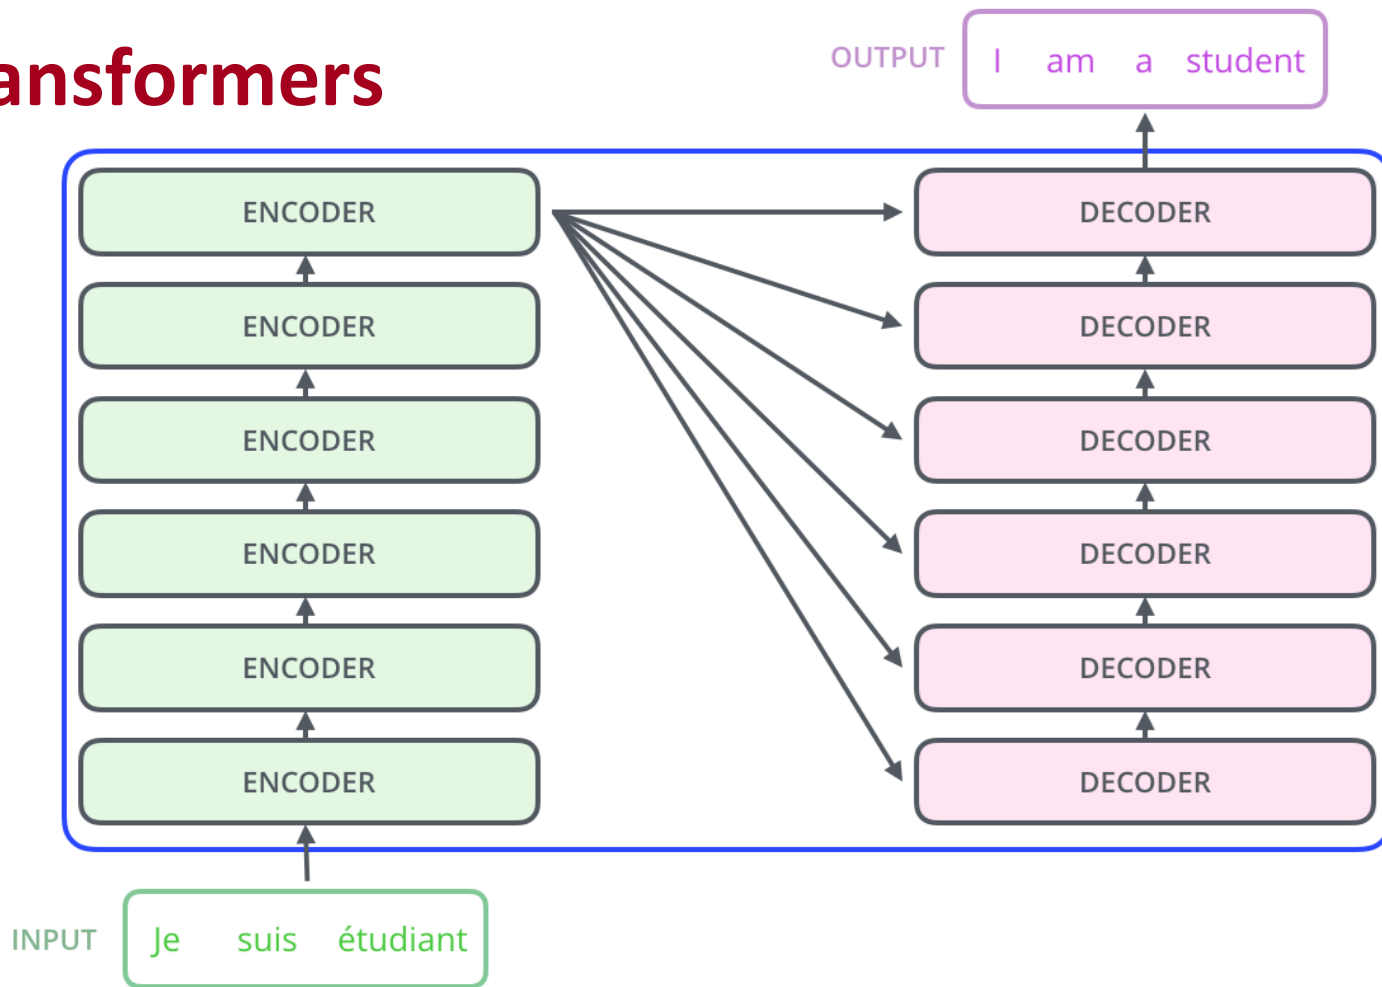 ansformers
OUTPUT
I am a student
ENCODER
DECODER
ENCODER
DECODER
ENCODER
DECODER
ENCODER
DECODER
ENCODER
DECODER
ENCODER
DECODER
INPUT
Je suis étudiant